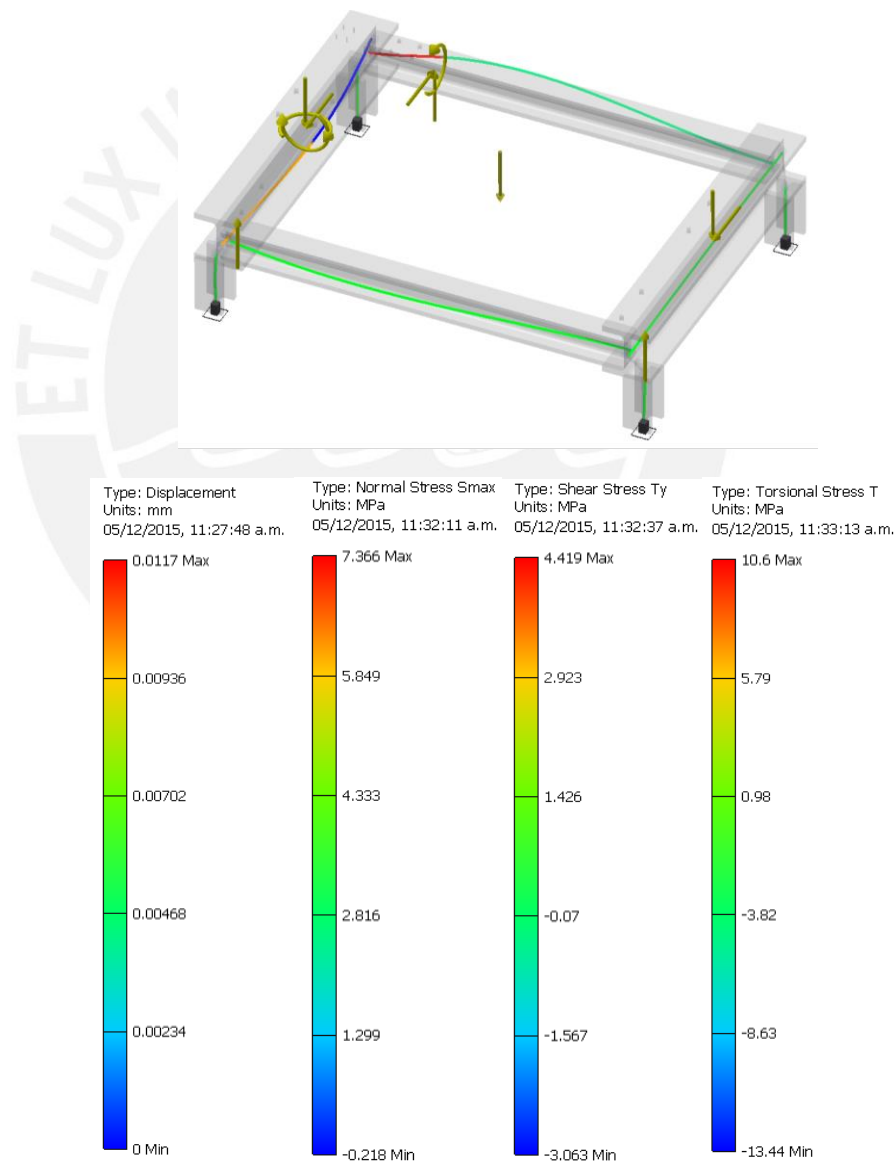 ET LUX I
Type: Displacement
Units: mm
05/12/2015, 11:27:48 a.m.
0.0117 Max
0.00936
0.00702
0.00468
0.00234
0 Min
Type: Normal Stress Smax
Units: MPa
05/12/2015, 11:32:11 a.m.
7.366 Max
5.849
4.333
2.816
1.299
-0.218 Min
Type: Shear Stress Ty
Units: MPa
05/12/2015, 11:32:37 a.m.
4.419 Max
2.923
1.426
-0.07
-1.567
-3.063 Min
Type: Torsional Stress T
Units: MPa
05/12/2015, 11:33:13 a.m.
10.6 Max
5.79
0.98
-3.82
-8.63
-13.44 Min